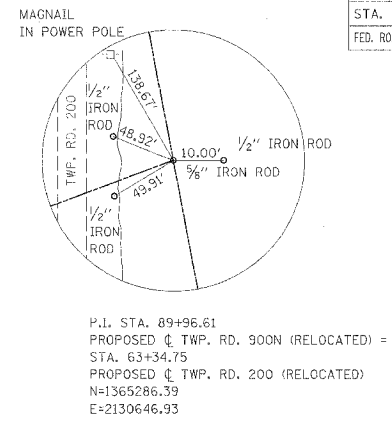 MAGNAIL
IN POWER POLE
STA.
FED. RO
138.67'
1/2"
IRON
ROD
TWP. RD. 200
48.92'
10.00'
1/2" IRON ROD
5/8" IRON ROD
49.91'
1/2"
IRON
ROD
P.I. STA. 89+96.61
PROPOSED ℄ TWP. RD. 900N (RELOCATED) =
STA. 63+34.75
PROPOSED ℄ TWP. RD. 200 (RELOCATED)
N=1365286.39
E=2130646.93